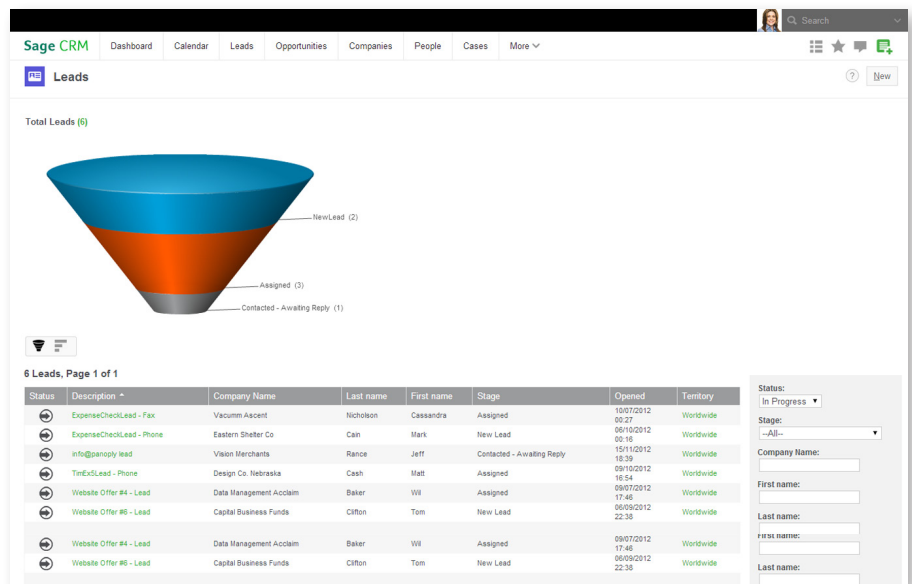 Search
Sage CRM Dashboard Calendar Leads Opportunities Companies People Cases More
Leads ? New
Total Leads (6)
NewLead (2)
Assigned (3)
Contacted - Awaiting Reply (1)
6 Leads, Page 1 of 1
Status Description Company Name Last name First name Stage Opened Territory
ExpenseCheckLead - Fax Vacumm Ascent Nicholson Cassandra Assigned 10/07/2012 00:27 Worldwide
ExpenseCheckLead - Phone Eastern Shelter Co Cain Mark New Lead 06/10/2012 00:16 Worldwide
info@panoply lead Vision Merchants Rance Jeff Contacted - Awaiting Reply 15/11/2012 18:39 Worldwide
TimEx5Lead - Phone Design Co. Nebraska Cash Matt Assigned 09/10/2012 16:54 Worldwide
Website Offer #4 - Lead Data Management Acclaim Baker Wil Assigned 09/07/2012 17:46 Worldwide
Website Offer #6 - Lead Capital Business Funds Clifton Tom New Lead 06/09/2012 22:38 Worldwide
Website Offer #4 - Lead Data Management Acclaim Baker Wil Assigned 09/07/2012 17:46 Worldwide
Website Offer #6 - Lead Capital Business Funds Clifton Tom New Lead 06/09/2012 22:38 Worldwide
Status:
In Progress
Stage:
--All--
Company Name:
First name:
Last name:
First name:
Last name: